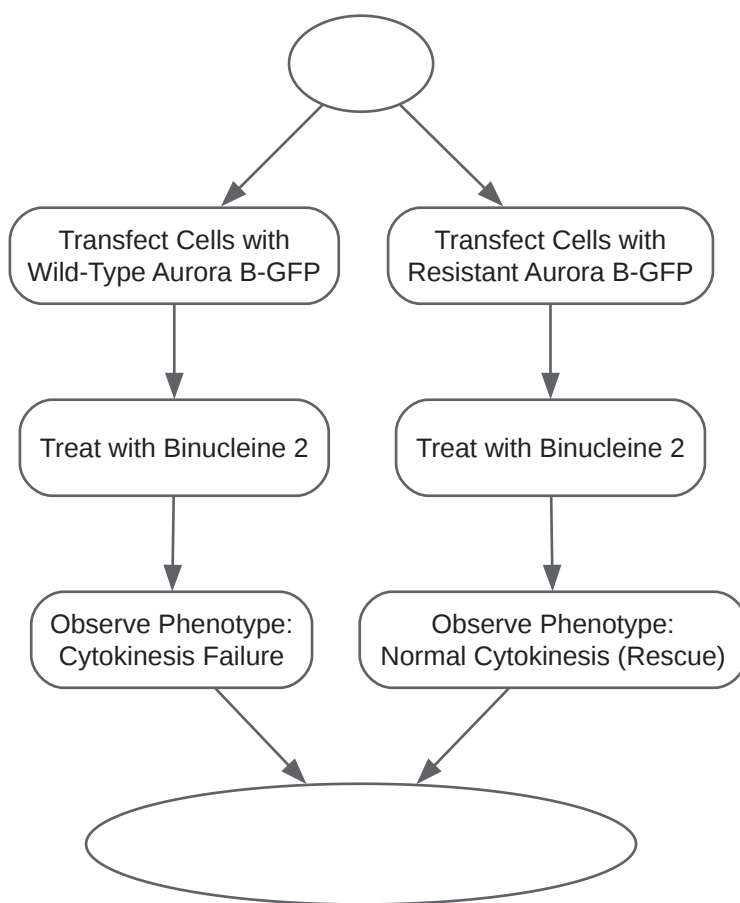 Transfect Cells with
Wild-Type Aurora B-GFP
Transfect Cells with
Resistant Aurora B-GFP
Treat with Binucleine 2
Treat with Binucleine 2
Observe Phenotype:
Cytokinesis Failure
Observe Phenotype:
Normal Cytokinesis (Rescue)